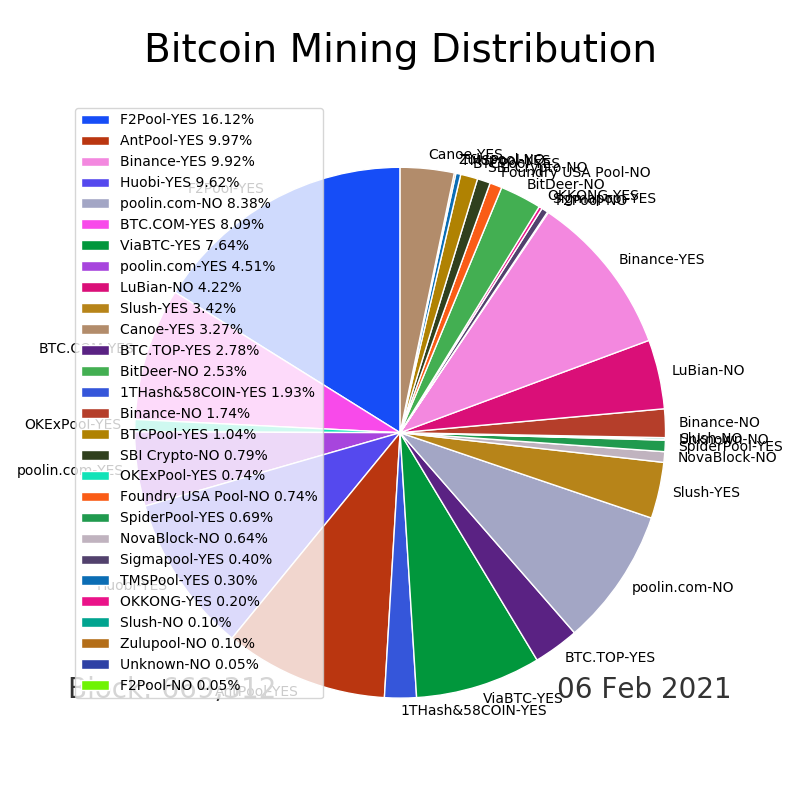 Bitcoin Mining Distribution
F2Pool-YES 16.12%
AntPool-YES 9.97%
Binance-YES 9.92%
Huobi-YES 9.62%
poolin.com-NO 8.38%
BTC.COM-YES 8.09%
ViaBTC-YES 7.64%
poolin.com-YES 4.51%
LuBian-NO 4.22%
Slush-YES 3.42%
Canoe-YES 3.27%
BTC.TOP-YES 2.78%
BitDeer-NO 2.53%
1THash&58COIN-YES 1.93%
Binance-NO 1.74%
BTCPool-YES 1.04%
SBI Crypto-NO 0.79%
OKExPool-YES 0.74%
Foundry USA Pool-NO 0.74%
SpiderPool-YES 0.69%
NovaBlock-NO 0.64%
Sigmapool-YES 0.40%
TMSPool-YES 0.30%
OKKONG-YES 0.20%
Slush-NO 0.10%
Zulupool-NO 0.10%
Unknown-NO 0.05%
F2Pool-NO 0.05%
Canoe-YES
Foundry USA Pool-NO
BitDeer-NO
F2Pool-YES
OKKONG-YES
Binance-YES
BTC.COM-YES
LuBian-NO
Binance-NO
OKExPool-YES
SpiderPool-YES
NovaBlock-NO
poolin.com-YES
Slush-YES
Huobi-YES
poolin.com-NO
BTC.TOP-YES
AntPool-YES
ViaBTC-YES
1THash&58COIN-YES
06 Feb 2021